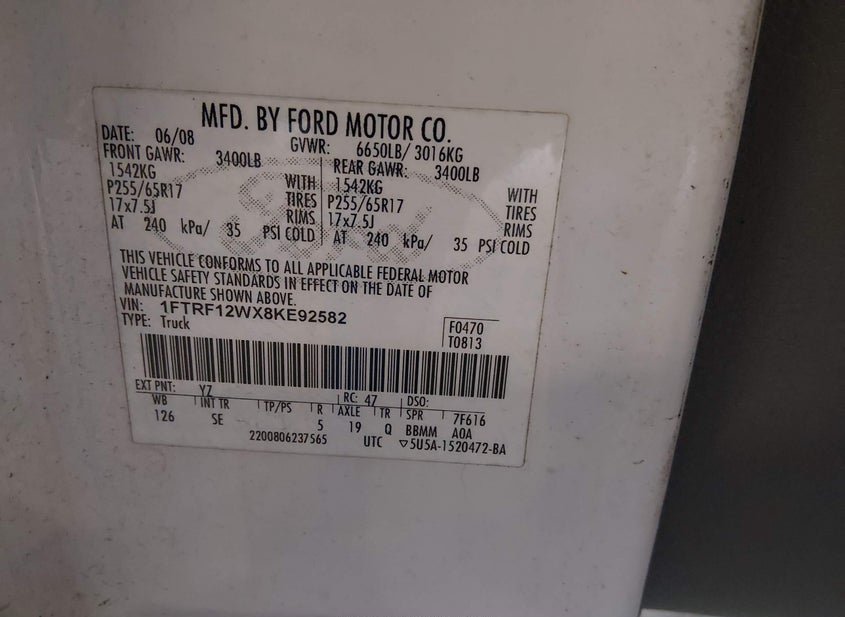 MFD. BY FORD MOTOR CO.
DATE: 06/08 GVWR: 6650LB/ 3016KG
FRONT GAWR: 3400LB REAR GAWR: 3400LB
1542KG WITH 1542KG WITH
P255/65R17 TIRES P255/65R17 TIRES
17x7.5J RIMS 17x7.5J RIMS
AT 240 kPa/ 35 PSI COLD AT 240 kPa/ 35 PSI COLD
Ford
THIS VEHICLE CONFORMS TO ALL APPLICABLE FEDERAL MOTOR
VEHICLE SAFETY STANDARDS IN EFFECT ON THE DATE OF
MANUFACTURE SHOWN ABOVE.
VIN: 1FTRF12WX8KE92582
TYPE: Truck
F0470
T0813
EXT PNT: YZ RC: 47 DSO:
WB INT TR TP/PS R AXLE TR SPR 7F616
126 SE 5 19 Q BBMM A0A
2200806237565 UTC ▽5U5A-1520472-BA